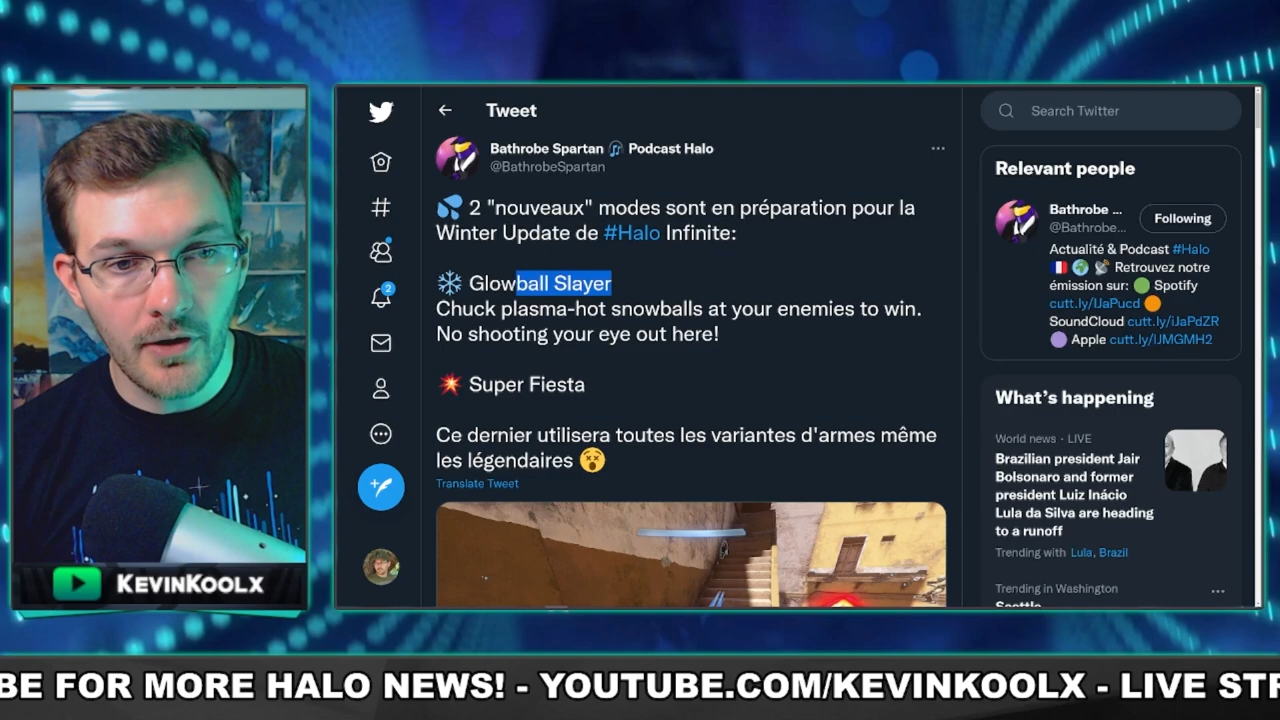 Tweet
Bathrobe Spartan 🎵 Podcast Halo
@BathrobeSpartan
💦 2 "nouveaux" modes sont en préparation pour la
Winter Update de #Halo Infinite:
❄️ Glowball Slayer
Chuck plasma-hot snowballs at your enemies to win.
No shooting your eye out here!
💥 Super Fiesta
Ce dernier utilisera toutes les variantes d'armes même
les légendaires 😵
Translate Tweet
2
Search Twitter
Relevant people
Bathrobe ...
@Bathrobe...
Following
Actualité & Podcast #Halo
🇫🇷 🌍 📡 Retrouvez notre
émission sur: 🟢 Spotify
cutt.ly/IJaPucd 🟠
SoundCloud cutt.ly/IJaPdZR
🟣 Apple cutt.ly/IJMGMH2
What's happening
World news · LIVE
Brazilian president Jair
Bolsonaro and former
president Luiz Inácio
Lula da Silva are heading
to a runoff
Trending with Lula, Brazil
Trending in Washington
Seattle
KEVINKOOLX
BE FOR MORE HALO NEWS! - YOUTUBE.COM/KEVINKOOLX - LIVE STR